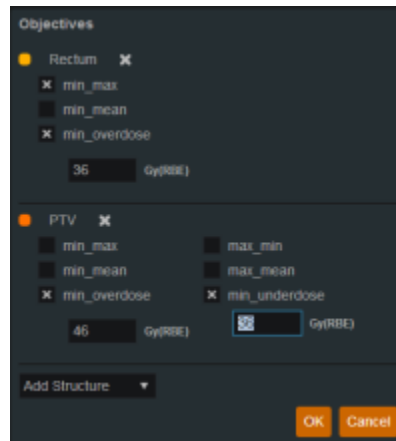 Objectives
Rectum
min_max
min_mean
min_overdose
36 Gy(RBE)
PTV
min_max max_min
min_mean max_mean
min_overdose min_underdose
46 Gy(RBE) Gy(RBE)
Add Structure
OK Cancel